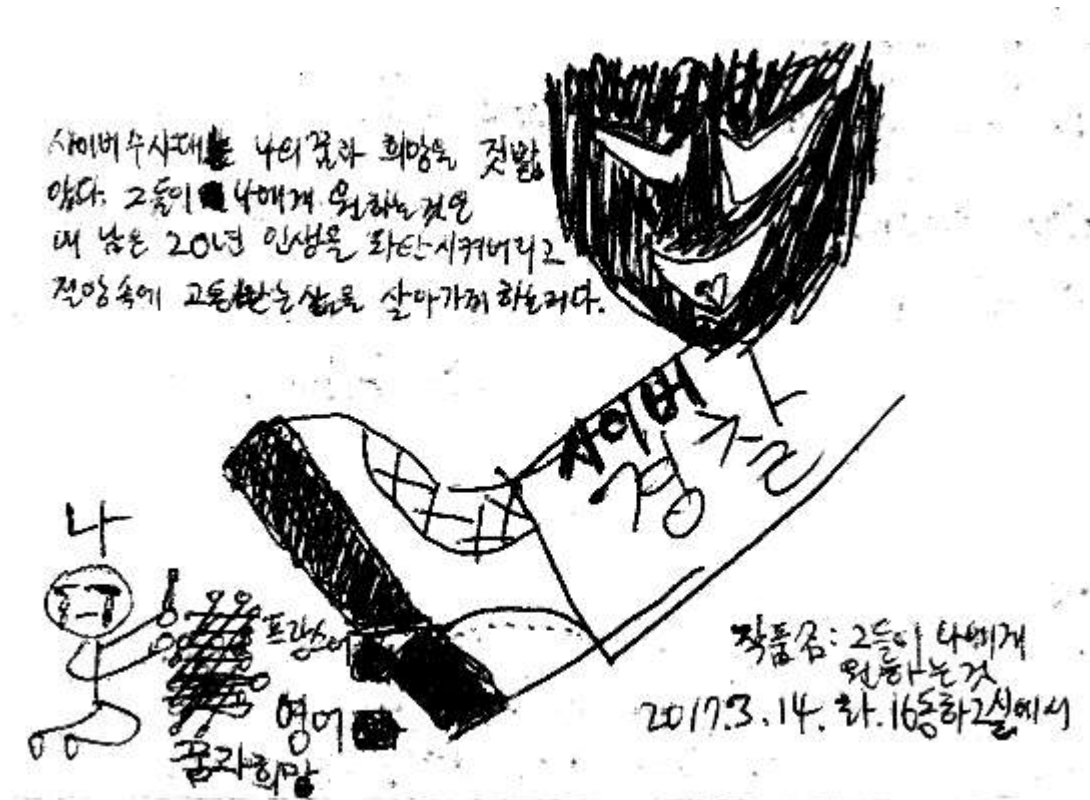 사이버수사대는 나의꿈과 희망을 짓밟
았다. 그들이 나에게 원하는것은
내 남은 20년 인생을 파탄시켜버리고
절망속에 고통받는삶을 살아가게하는거다.
사이버
경찰
나
프랑스어
영어
꿈과희망
작품명: 그들이 나에게
원하는것
2017.3.14. 화. 16동하2실에서